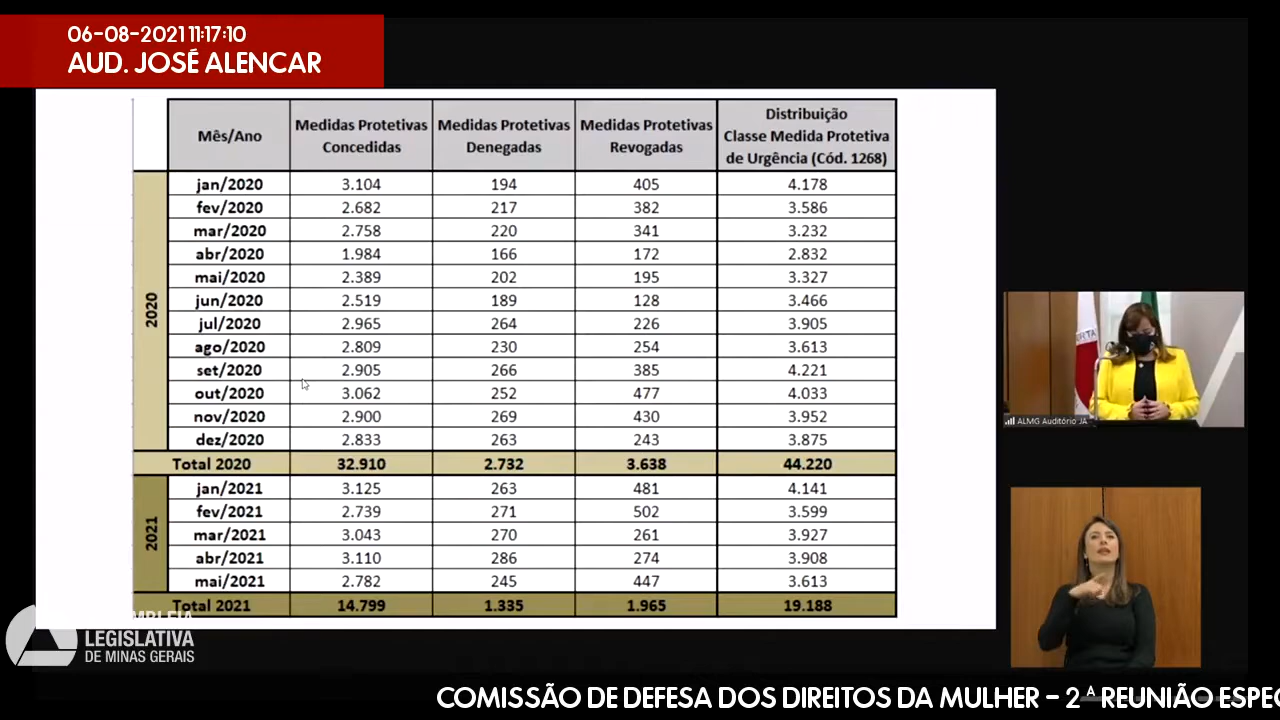 06-08-2021 11:17:10
AUD. JOSÉ ALENCAR
Mês/Ano Medidas Protetivas Concedidas Medidas Protetivas Denegadas Medidas Protetivas Revogadas Distribuição Classe Medida Protetiva de Urgência (Cód. 1268)
2020
jan/2020 3.104 194 405 4.178
fev/2020 2.682 217 382 3.586
mar/2020 2.758 220 341 3.232
abr/2020 1.984 166 172 2.832
mai/2020 2.389 202 195 3.327
jun/2020 2.519 189 128 3.466
jul/2020 2.965 264 226 3.905
ago/2020 2.809 230 254 3.613
set/2020 2.905 266 385 4.221
out/2020 3.062 252 477 4.033
nov/2020 2.900 269 430 3.952
dez/2020 2.833 263 243 3.875
Total 2020 32.910 2.732 3.638 44.220
2021
jan/2021 3.125 263 481 4.141
fev/2021 2.739 271 502 3.599
mar/2021 3.043 270 261 3.927
abr/2021 3.110 286 274 3.908
mai/2021 2.782 245 447 3.613
Total 2021 14.799 1.335 1.965 19.188
ALMG Auditório JA
LEGISLATIVA
DE MINAS GERAIS
COMISSÃO DE DEFESA DOS DIREITOS DA MULHER - 2ª REUNIÃO ESPEC